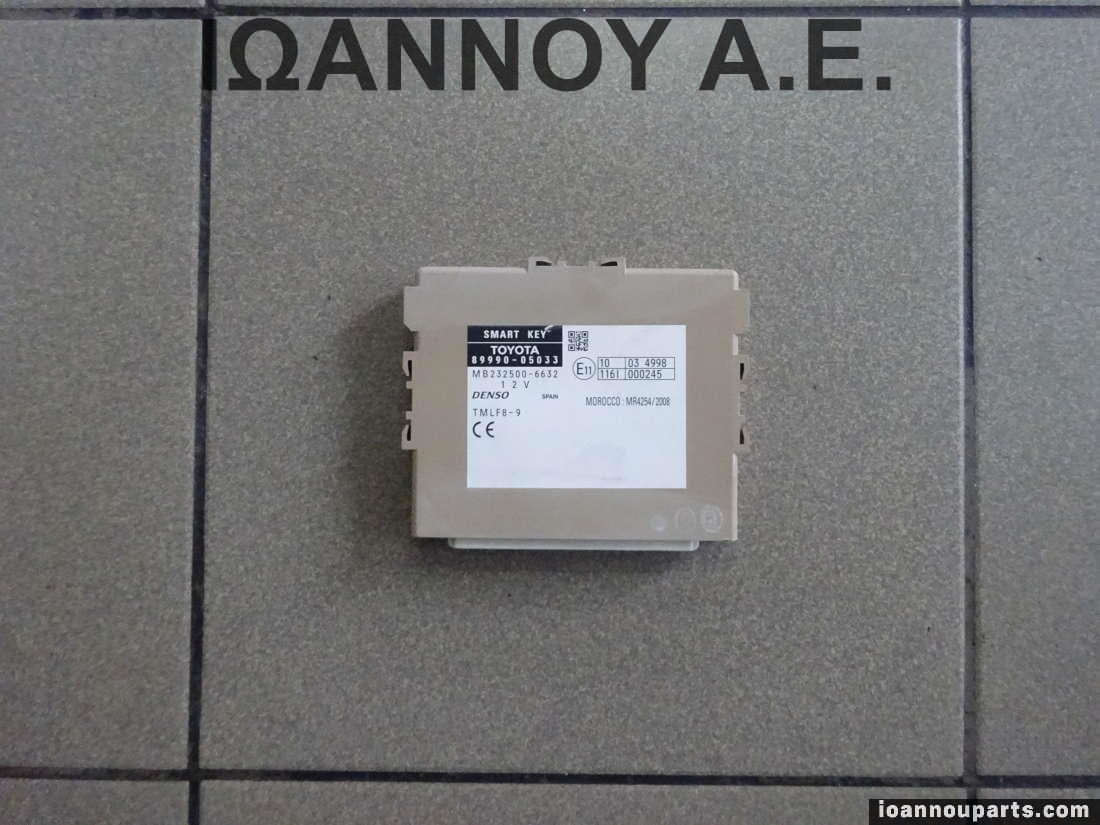 ΙΩΑΝΝΟΥ Α.Ε.
SMART KEY
TOYOTA
89990-05033
MB232500-6632
12V
DENSO SPAIN
TMLF8-9
CE
E11
10 03 4998
116I 000245
MOROCCO : MR4254/2008
ioannouparts.com